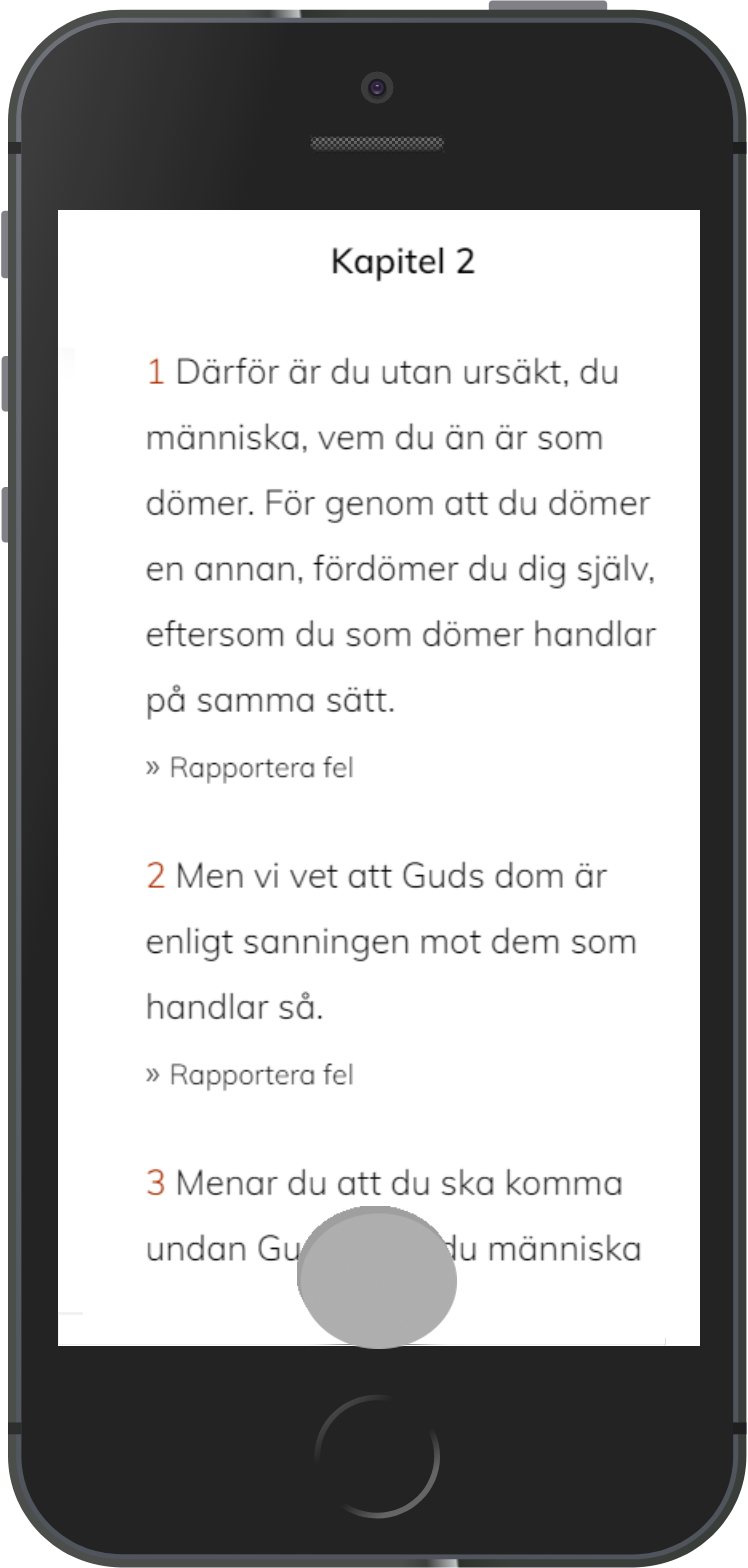 Kapitel 2
1 Därför är du utan ursäkt, du
människa, vem du än är som
dömer. För genom att du dömer
en annan, fördömer du dig själv,
eftersom du som dömer handlar
på samma sätt.
» Rapportera fel
2 Men vi vet att Guds dom är
enligt sanningen mot dem som
handlar så.
» Rapportera fel
3 Menar du att du ska komma
undan du människa